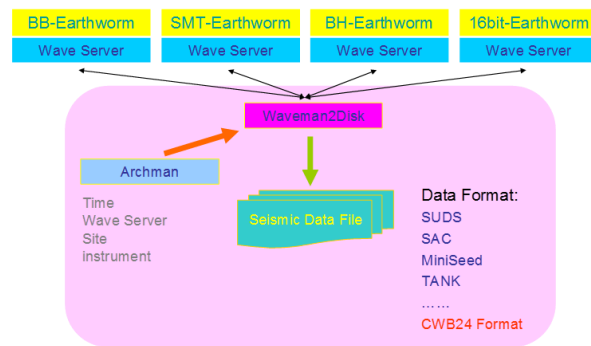 BB-Earthworm
SMT-Earthworm
BH-Earthworm
16bit-Earthworm
Wave Server
Wave Server
Wave Server
Wave Server
Waveman2Disk
Archman
Time
Wave Server
Site
instrument
Seismic Data File
Data Format:
SUDS
SAC
MiniSeed
TANK
……
CWB24 Format